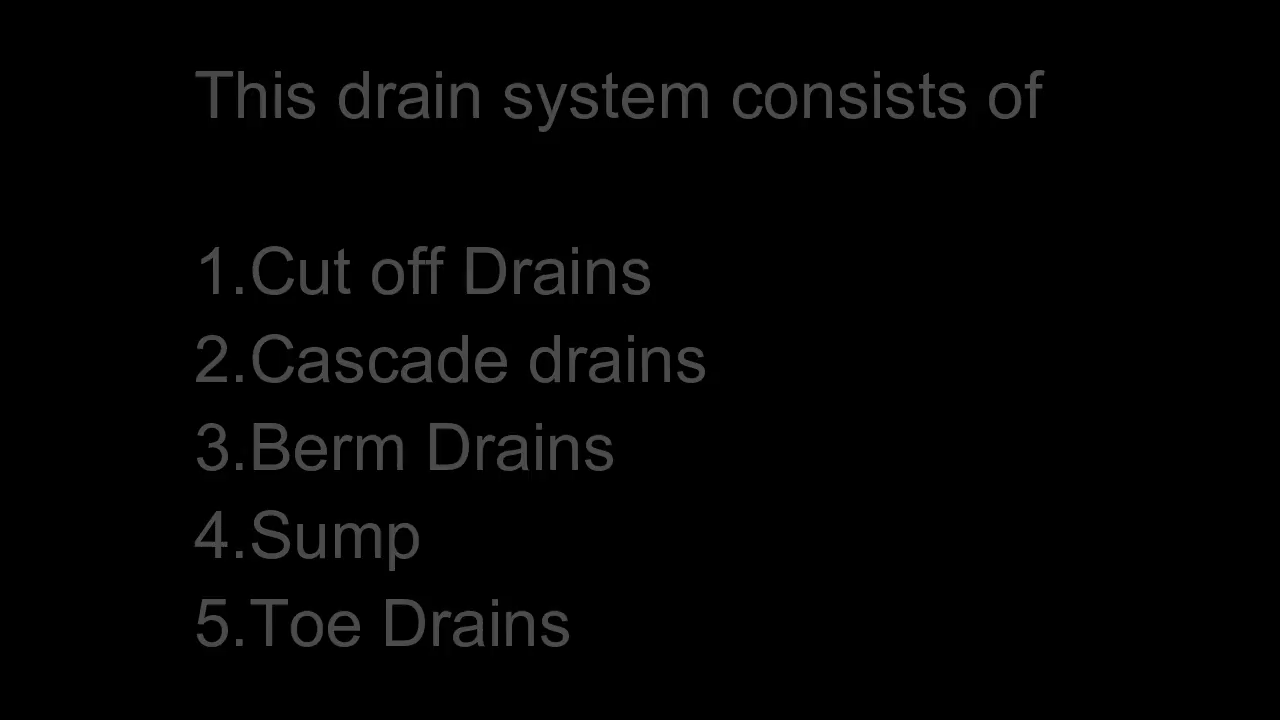 This drain system consists of
1.Cut off Drains
2.Cascade drains
3.Berm Drains
4.Sump
5.Toe Drains